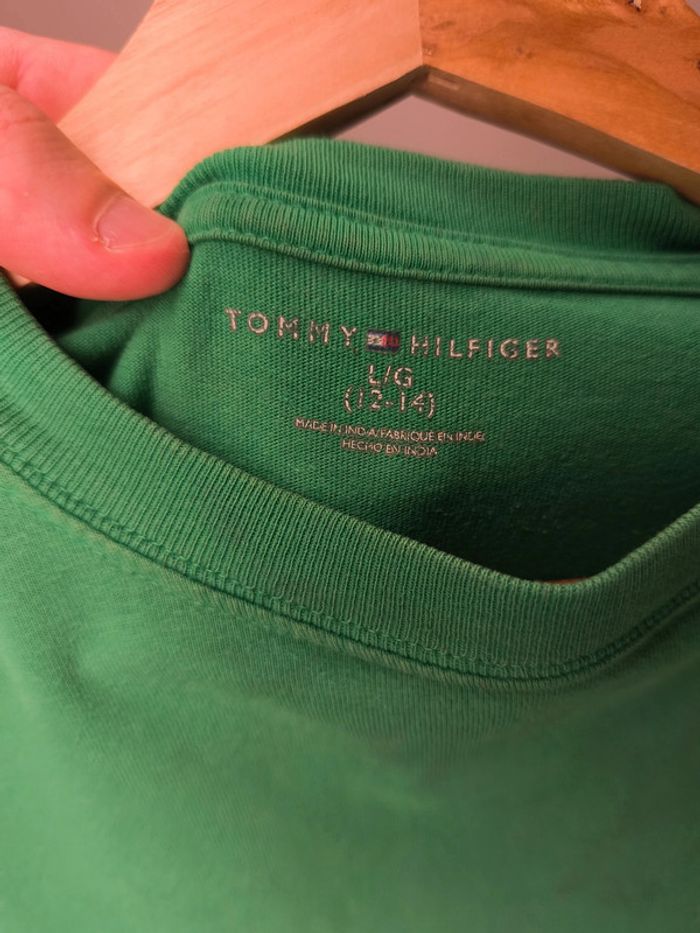 TOMMY HILFIGER
L/G
(12-14)
MADE IN INDIA/FABRIQUE EN INDE/
HECHO EN INDIA